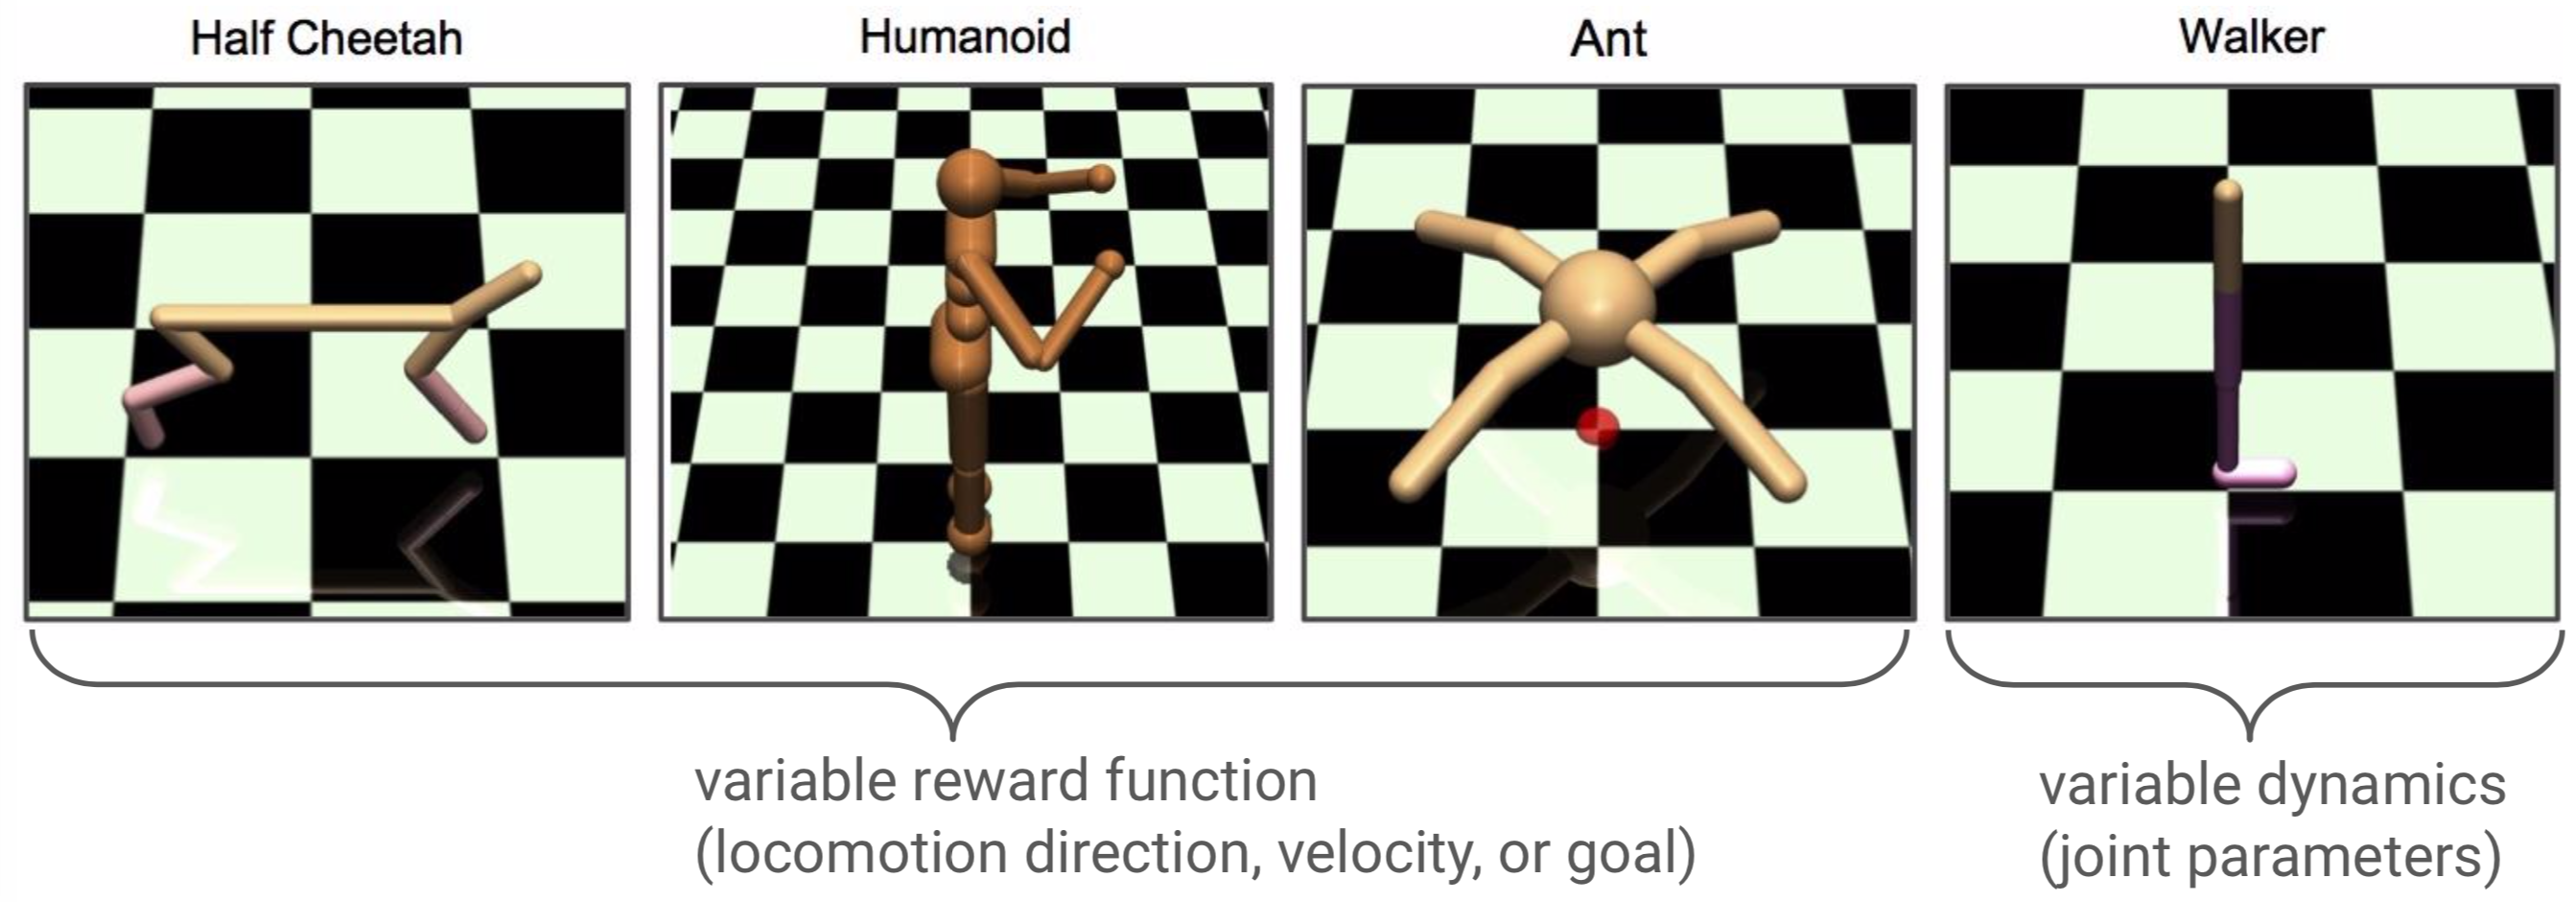 Half Cheetah
Humanoid
Ant
Walker
variable reward function
(locomotion direction, velocity, or goal)
variable dynamics
(joint parameters)